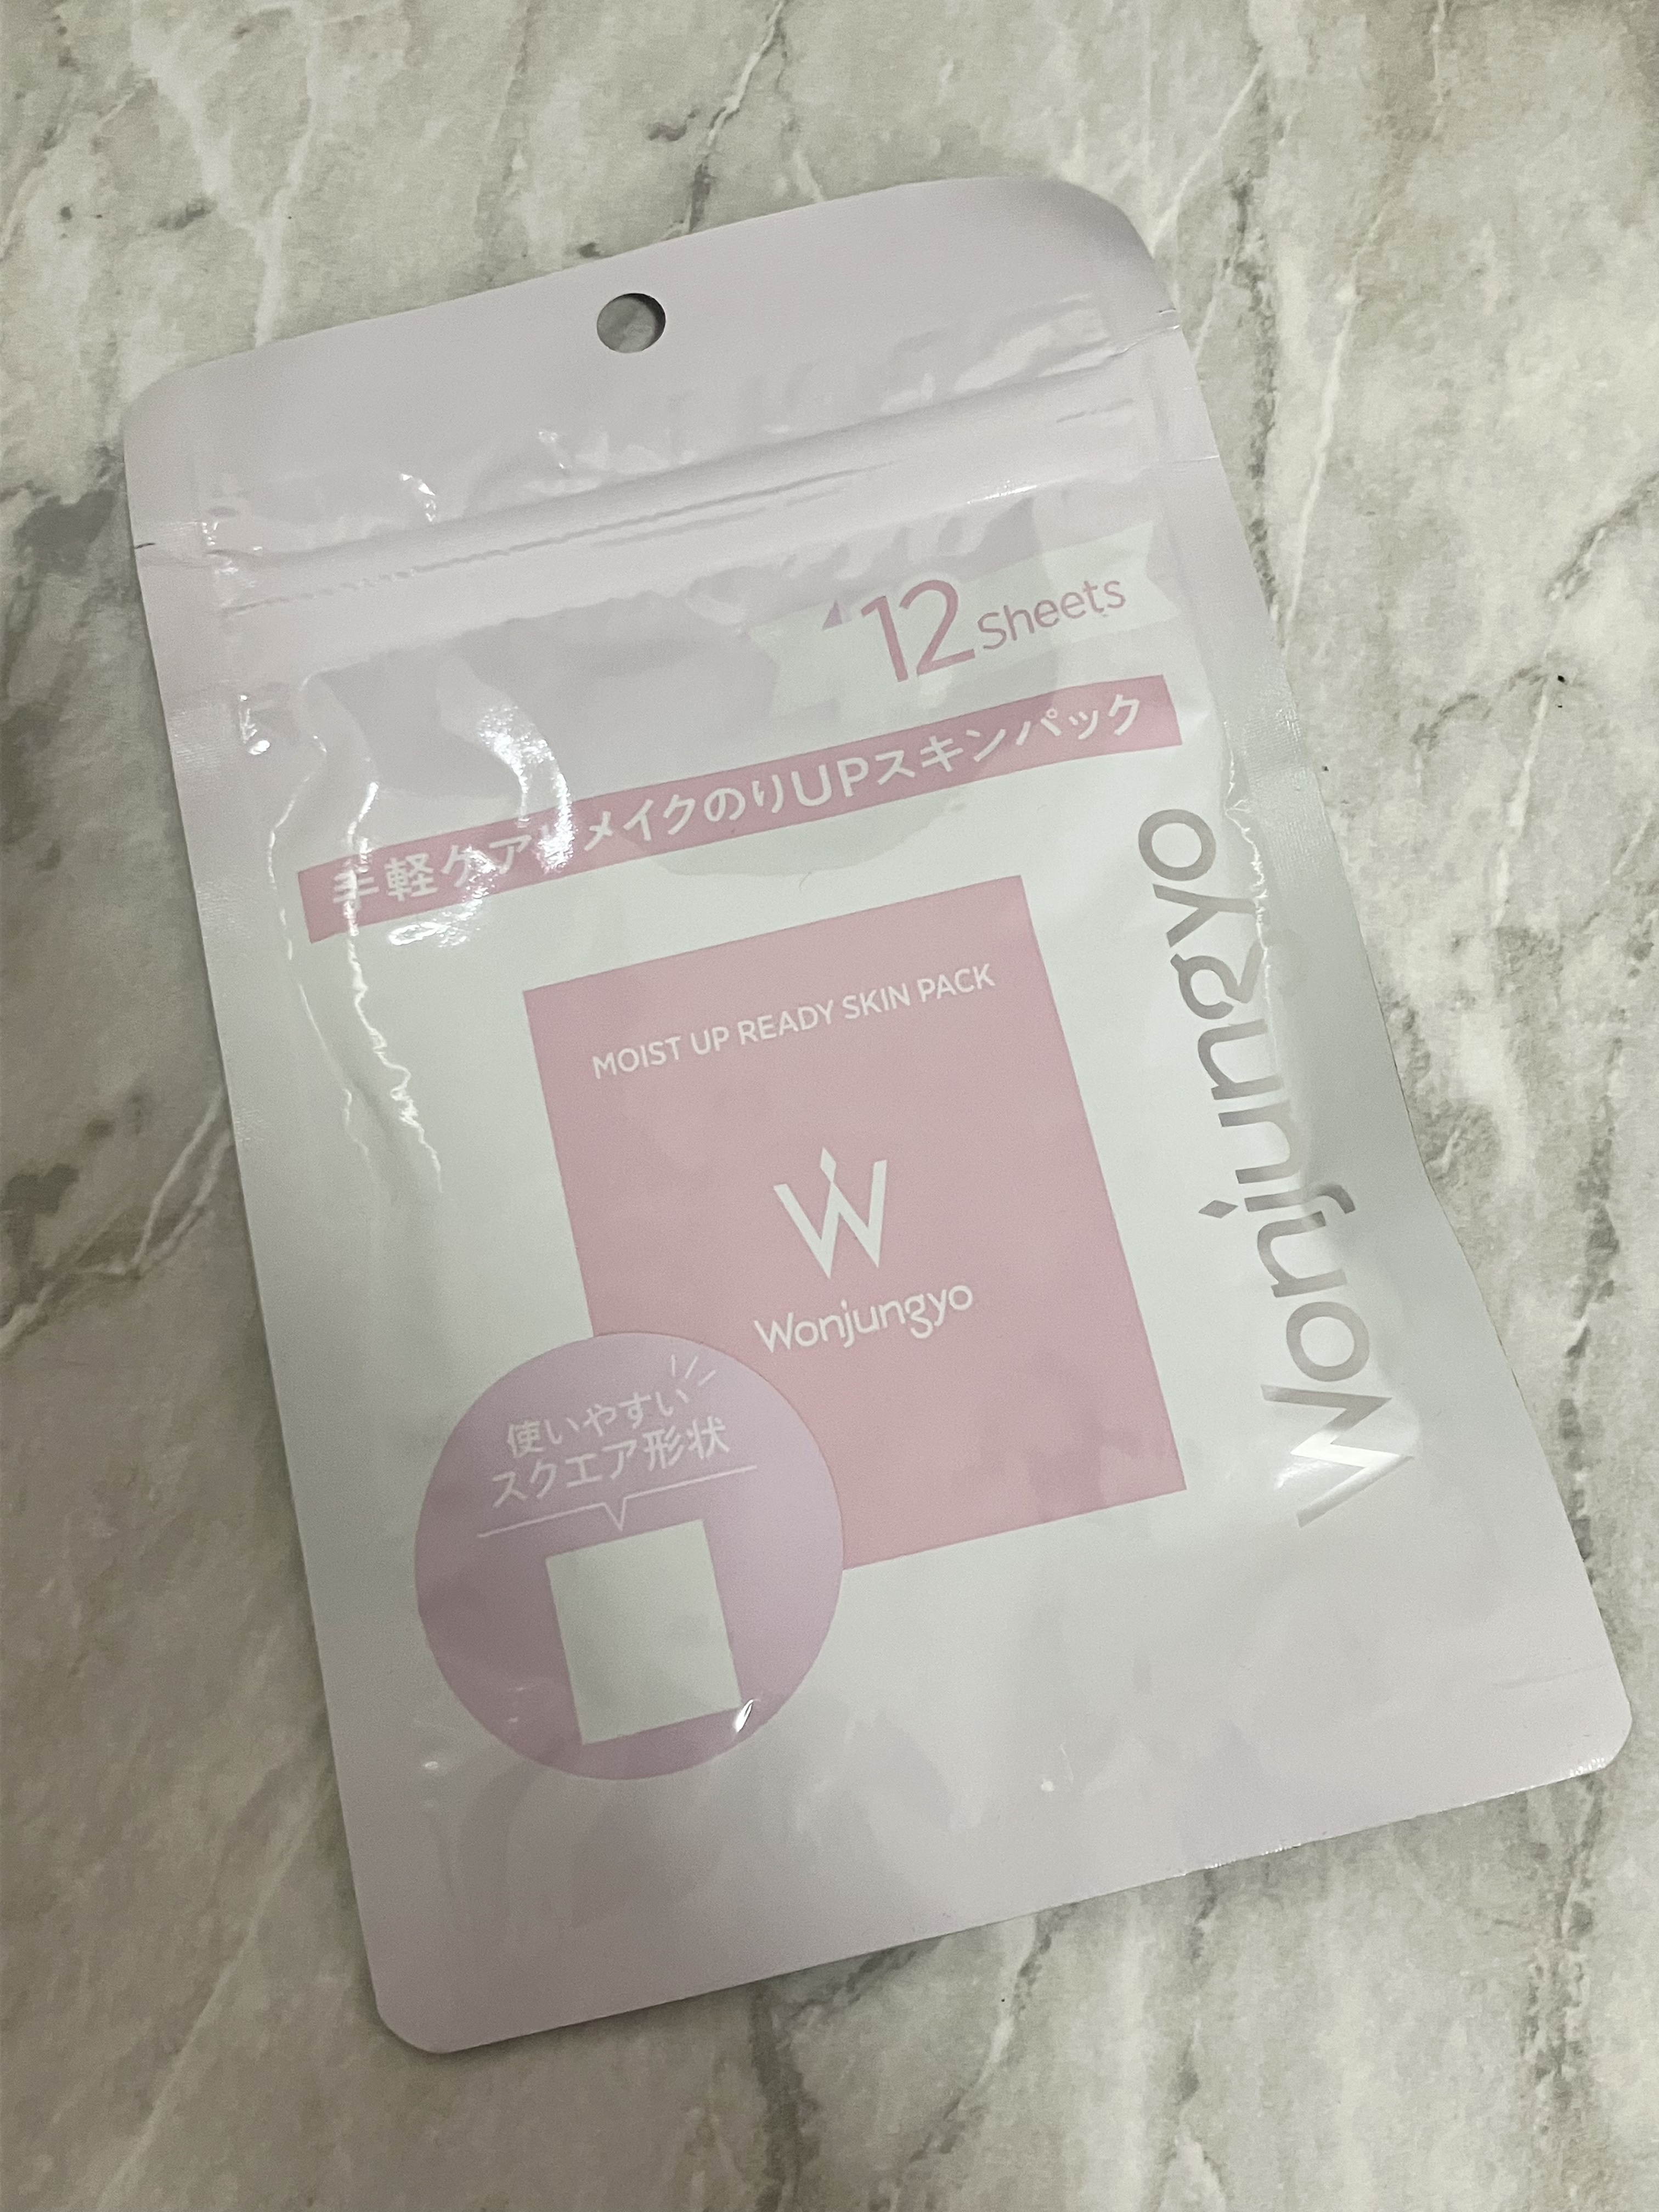 12 Sheets
手軽ケアでメイクのりUPスキンパック
MOIST UP READY SKIN PACK
W
Wonjungyo
Wonjungyo
使いやすい
スクエア形状